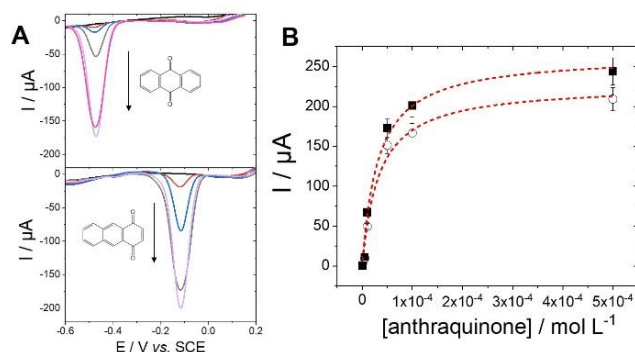 A
I / µA
0
-50
-100
-150
-200
O
O
I / µA
0
-50
-100
-150
-200
O
O
-0.6 -0.4 -0.2 0.0 0.2
E / V vs. SCE
B
I / µA
250
200
150
100
50
0
0 1x10-4 2x10-4 3x10-4 4x10-4 5x10-4
[anthraquinone] / mol L-1